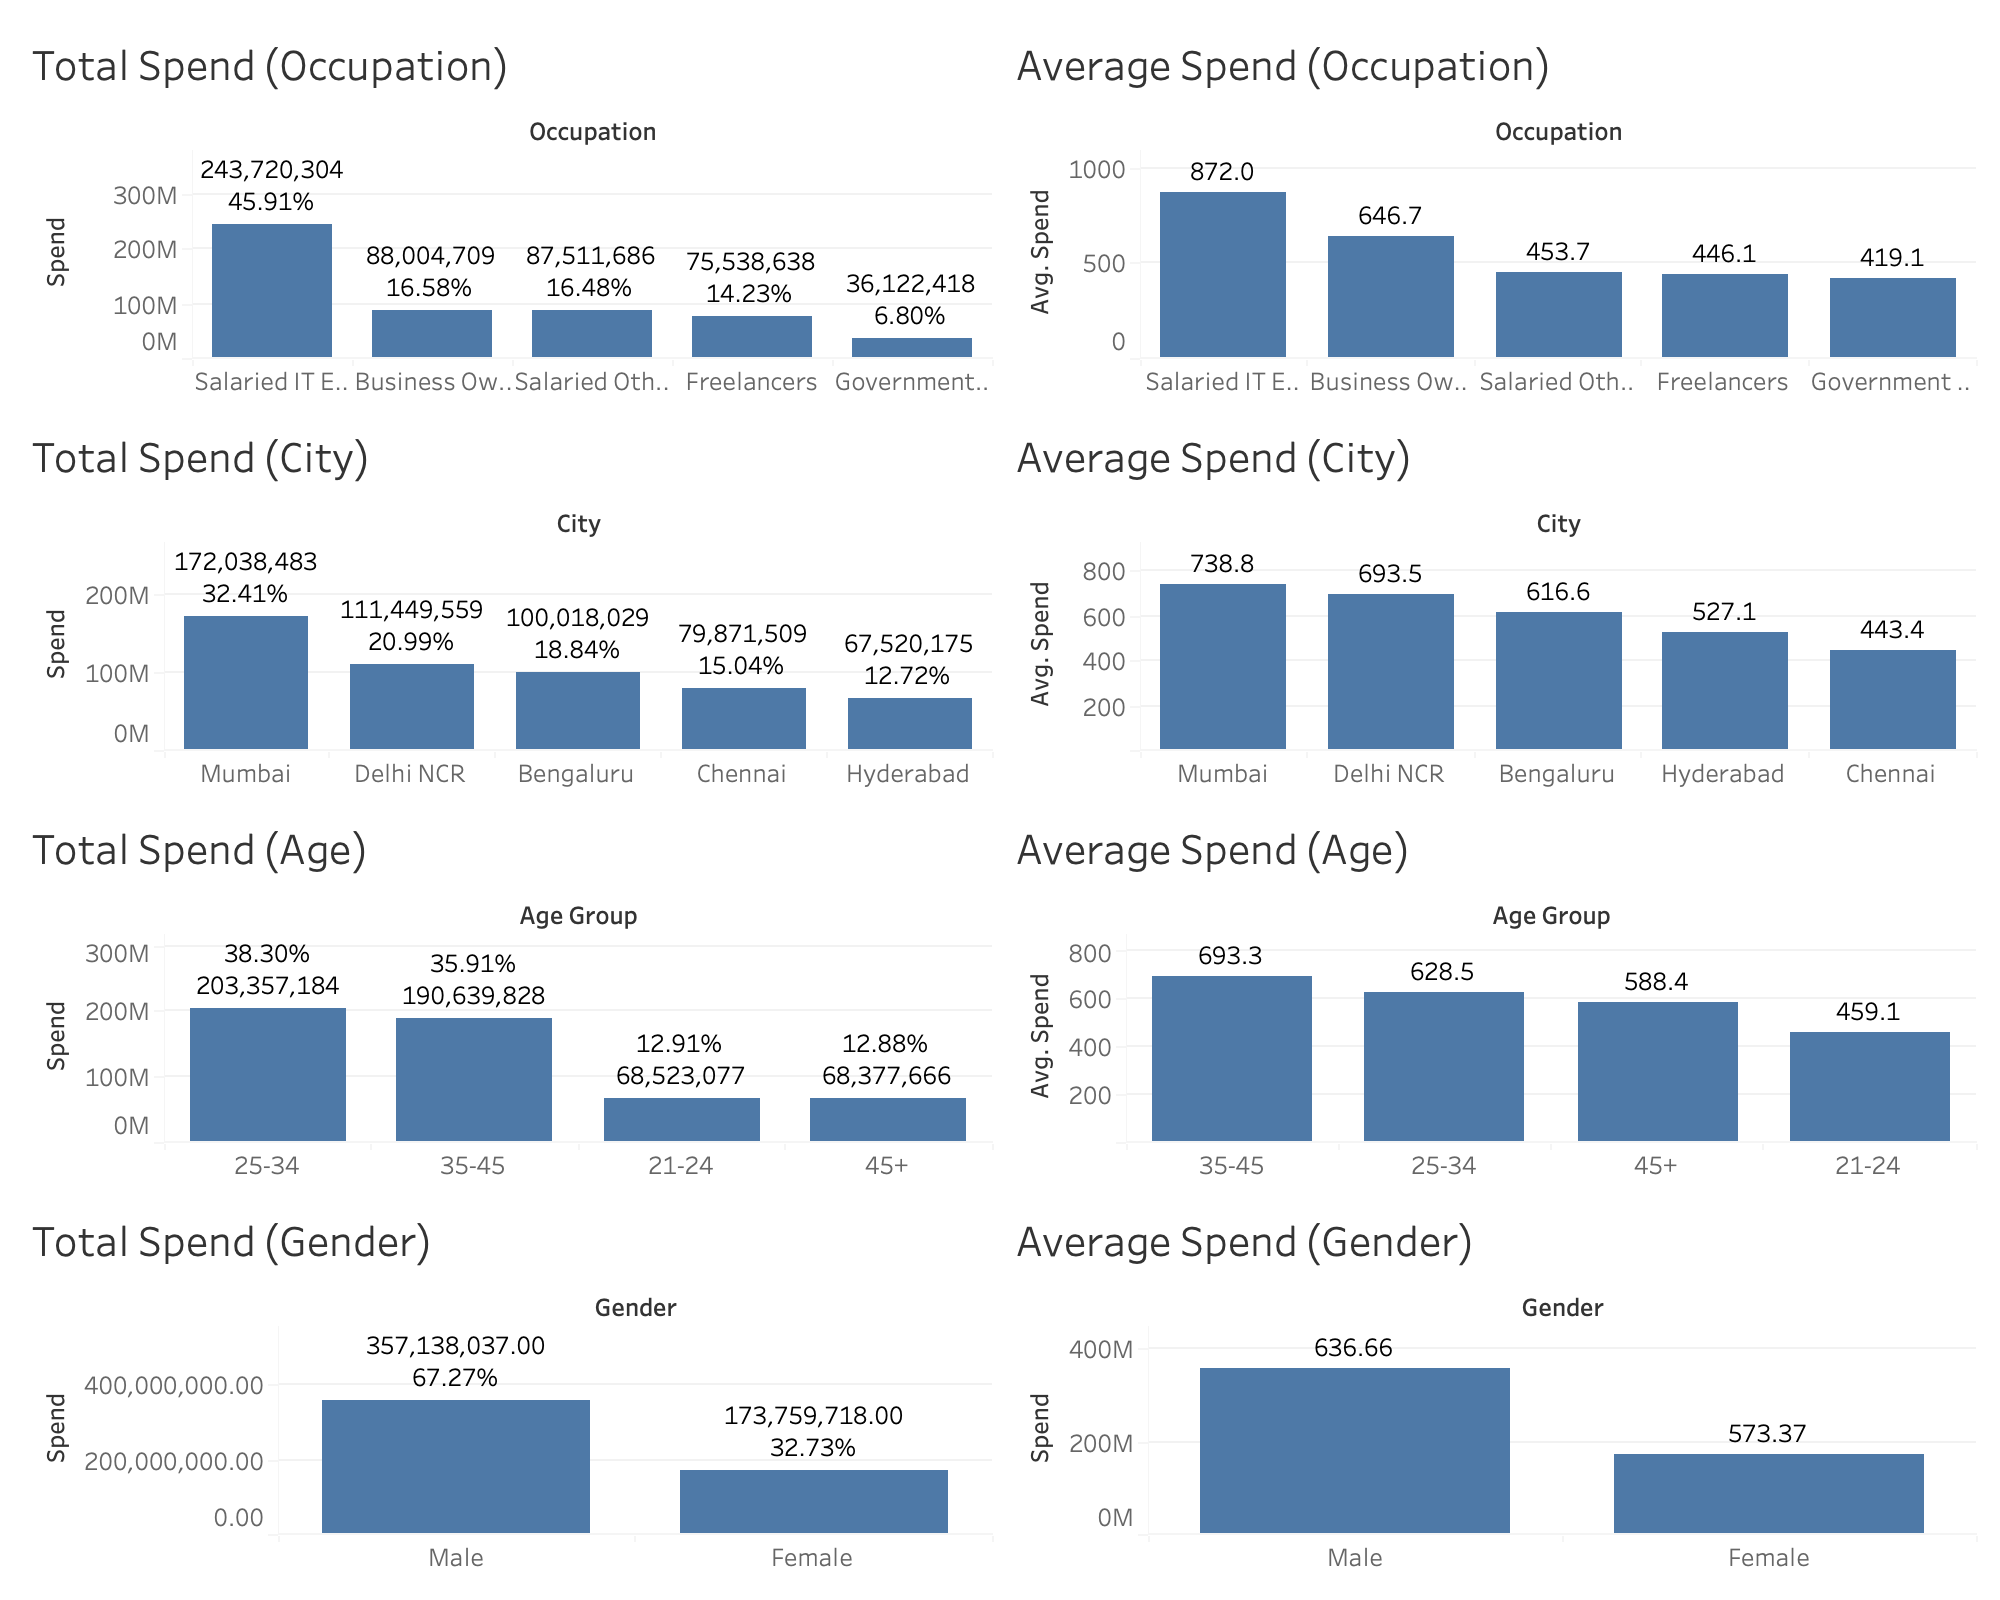 Total Spend (Occupation)
Occupation
Spend
300M
200M
100M
0M
243,720,304
45.91%
88,004,709
16.58%
87,511,686
16.48%
75,538,638
14.23%
36,122,418
6.80%
Salaried IT E..
Business Ow..
Salaried Oth..
Freelancers
Government..
Average Spend (Occupation)
Occupation
Avg. Spend
1000
500
0
872.0
646.7
453.7
446.1
419.1
Salaried IT E..
Business Ow..
Salaried Oth..
Freelancers
Government ..
Total Spend (City)
City
Spend
200M
100M
0M
172,038,483
32.41%
111,449,559
20.99%
100,018,029
18.84%
79,871,509
15.04%
67,520,175
12.72%
Mumbai
Delhi NCR
Bengaluru
Chennai
Hyderabad
Average Spend (City)
City
Avg. Spend
800
600
400
200
738.8
693.5
616.6
527.1
443.4
Mumbai
Delhi NCR
Bengaluru
Hyderabad
Chennai
Total Spend (Age)
Age Group
Spend
300M
200M
100M
0M
38.30%
203,357,184
35.91%
190,639,828
12.91%
68,523,077
12.88%
68,377,666
25-34
35-45
21-24
45+
Average Spend (Age)
Age Group
Avg. Spend
800
600
400
200
693.3
628.5
588.4
459.1
35-45
25-34
45+
21-24
Total Spend (Gender)
Gender
Spend
400,000,000.00
200,000,000.00
0.00
357,138,037.00
67.27%
173,759,718.00
32.73%
Male
Female
Average Spend (Gender)
Gender
Spend
400M
200M
0M
636.66
573.37
Male
Female